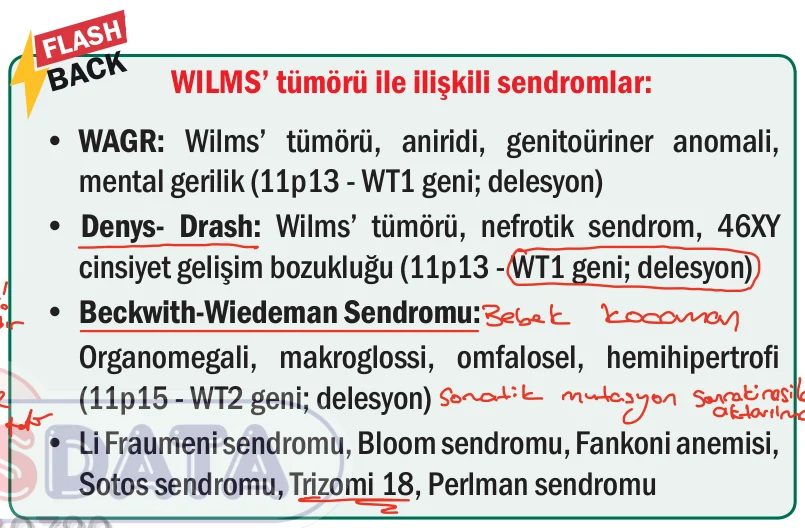 FLASH
BACK
WILMS' tümörü ile ilişkili sendromlar:
• WAGR: Wilms' tümörü, aniridi, genitoüriner anomali,
mental gerilik (11p13 - WT1 geni; delesyon)
• Denys- Drash: Wilms' tümörü, nefrotik sendrom, 46XY
cinsiyet gelişim bozukluğu (11p13 - WT1 geni; delesyon)
• Beckwith-Wiedeman Sendromu: Bebek kocaman
Organomegali, makroglossi, omfalosel, hemihipertrofi
(11p15 - WT2 geni; delesyon) somatik mutasyon
• Li Fraumeni sendromu, Bloom sendromu, Fankoni anemisi,
Sotos sendromu, Trizomi 18, Perlman sendromu
DATA